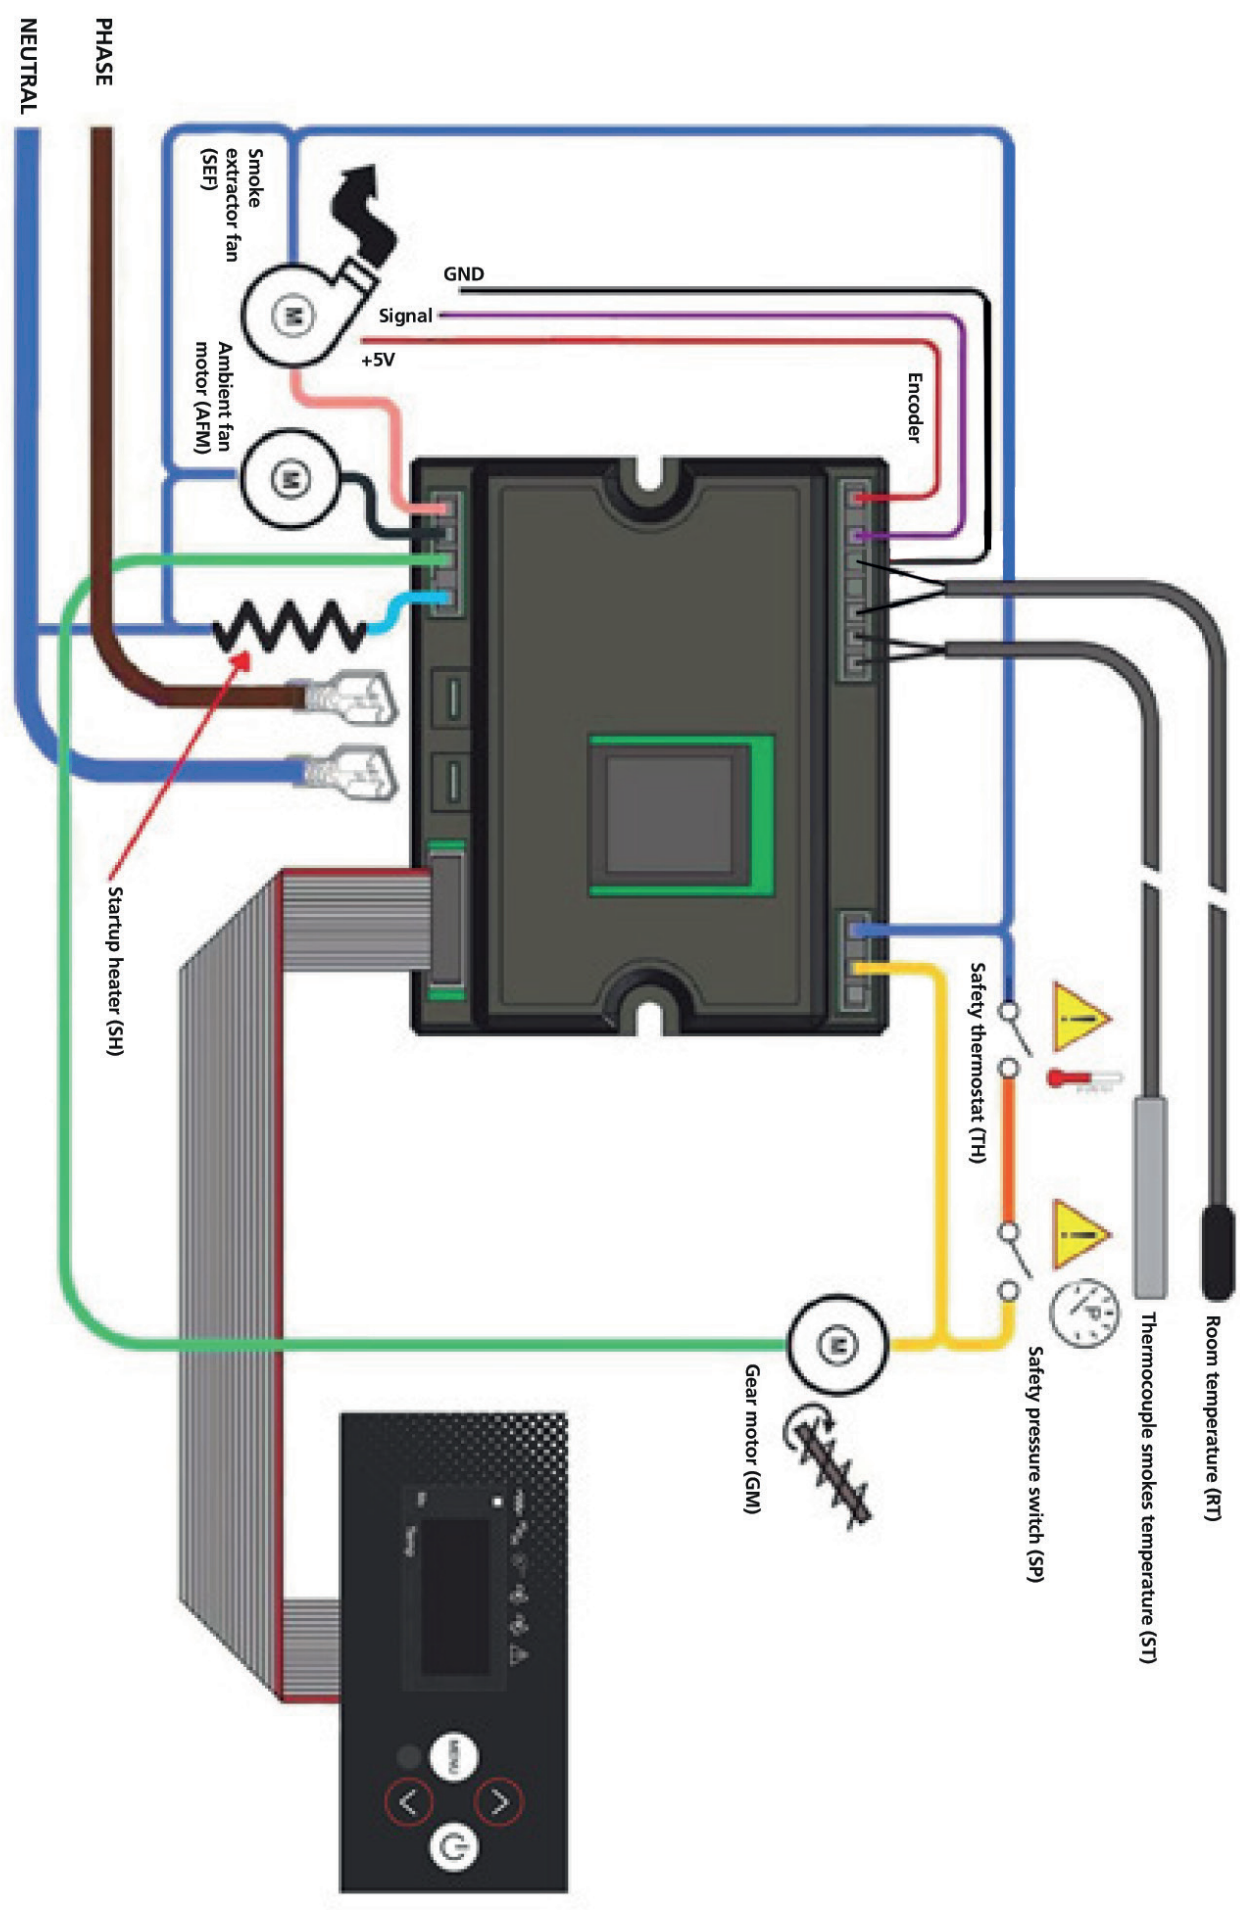 NEUTRAL
PHASE
Smoke
extractor fan
(SEF)
M
Ambient fan
motor (AFM)
M
GND
Signal
+5V
Encoder
Startup heater (SH)
Safety thermostat (TH)
Safety pressure switch (SP)
P
Thermocouple smokes temperature (ST)
Room temperature (RT)
M
Gear motor (GM)
Temp
MENU